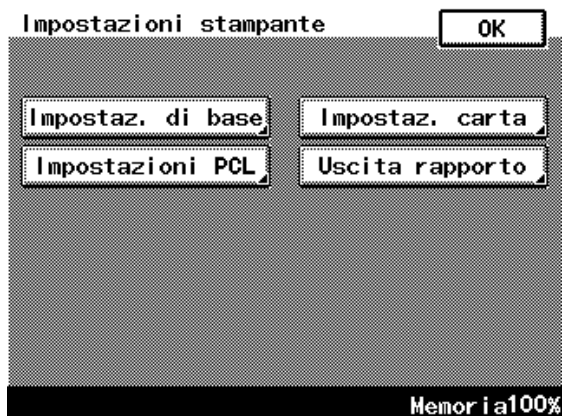 Impostazioni stampante OK
Impostaz. di base Impostaz. carta
Impostazioni PCL Uscita rapporto
Memoria100%